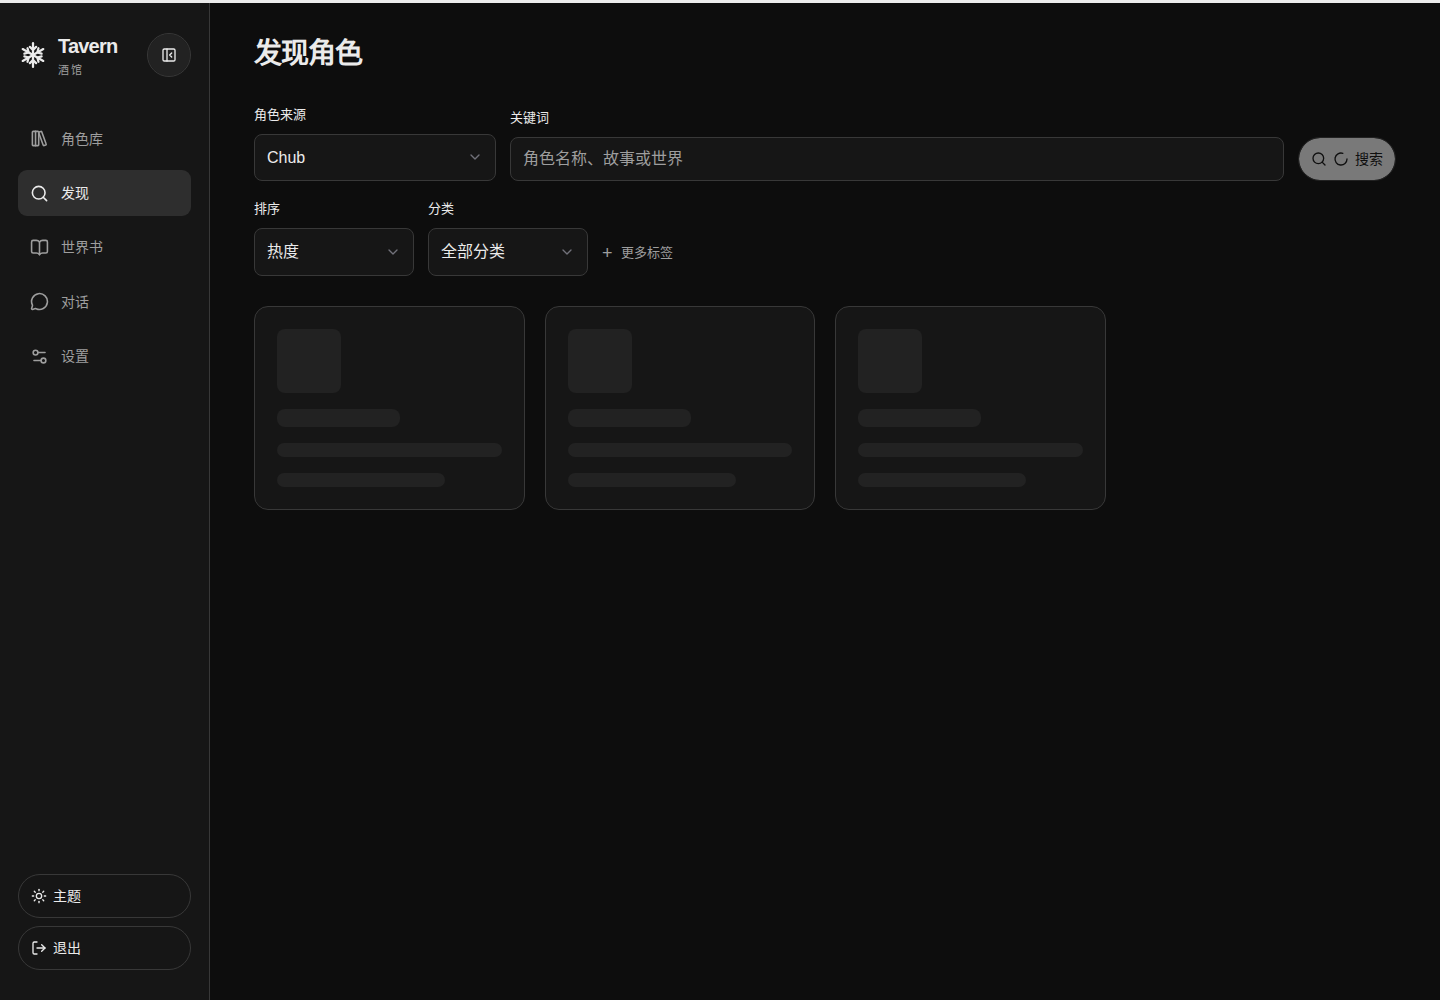 Tavern
酒馆
角色库
发现
世界书
对话
设置
主题
退出
发现角色
角色来源
关键词
Chub
角色名称、故事或世界
搜索
排序
分类
热度
全部分类
+ 更多标签